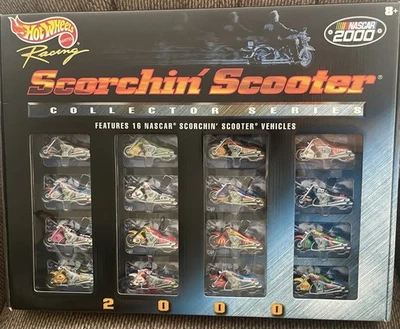 Hot Wheels
Racing
8+
NASCAR
2000
Scorchin' Scooter®
COLLECTOR SERIES
FEATURES 16 NASCAR® SCORCHIN' SCOOTER® VEHICLES
2 0 0 0